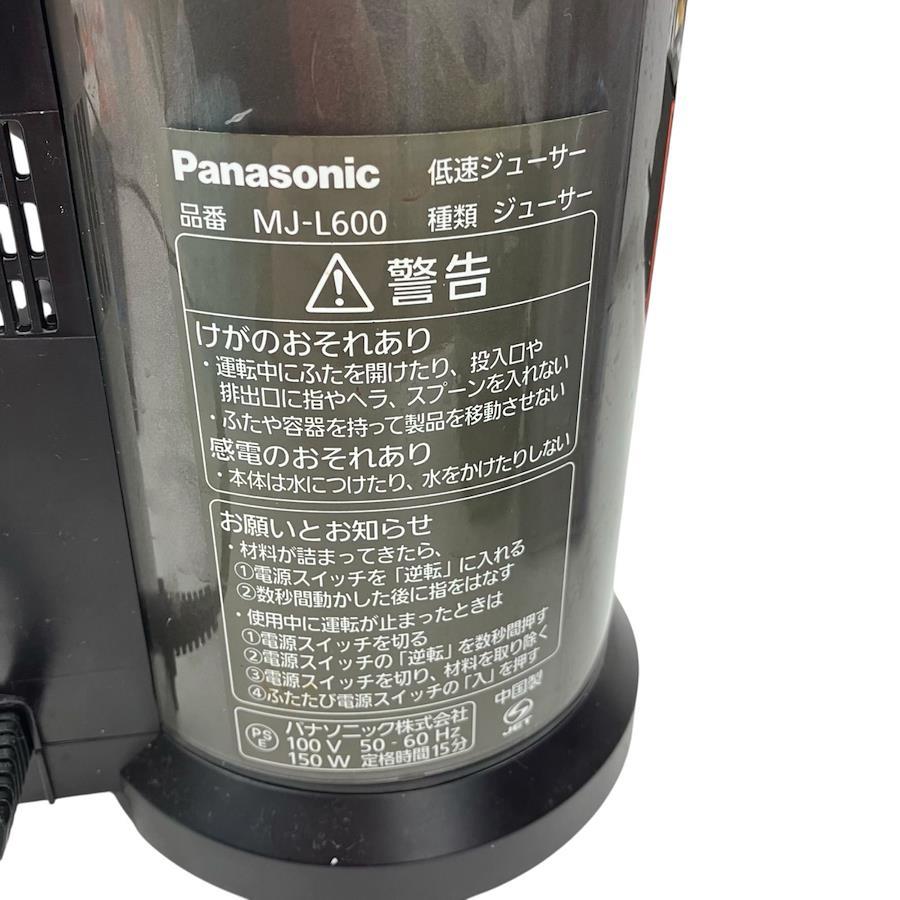 Panasonic 低速ジューサー
品番 MJ-L600 種類 ジューサー
警告
けがのおそれあり
・運転中にふたを開けたり、投入口や
排出口に指やヘラ、スプーンを入れない
・ふたや容器を持って製品を移動させない
感電のおそれあり
・本体は水につけたり、水をかけたりしない
お願いとお知らせ
・材料が詰まってきたら、
①電源スイッチを「逆転」に入れる
②数秒間動かした後に指をはなす
・使用中に運転が止まったときは
①電源スイッチを切る
②電源スイッチの「逆転」を数秒間押す
③電源スイッチを切り、材料を取り除く
④ふたたび電源スイッチの「入」を押す
中国製
JET
PS
E
パナソニック株式会社
100 V 50 - 60 Hz
150 W 定格時間15分